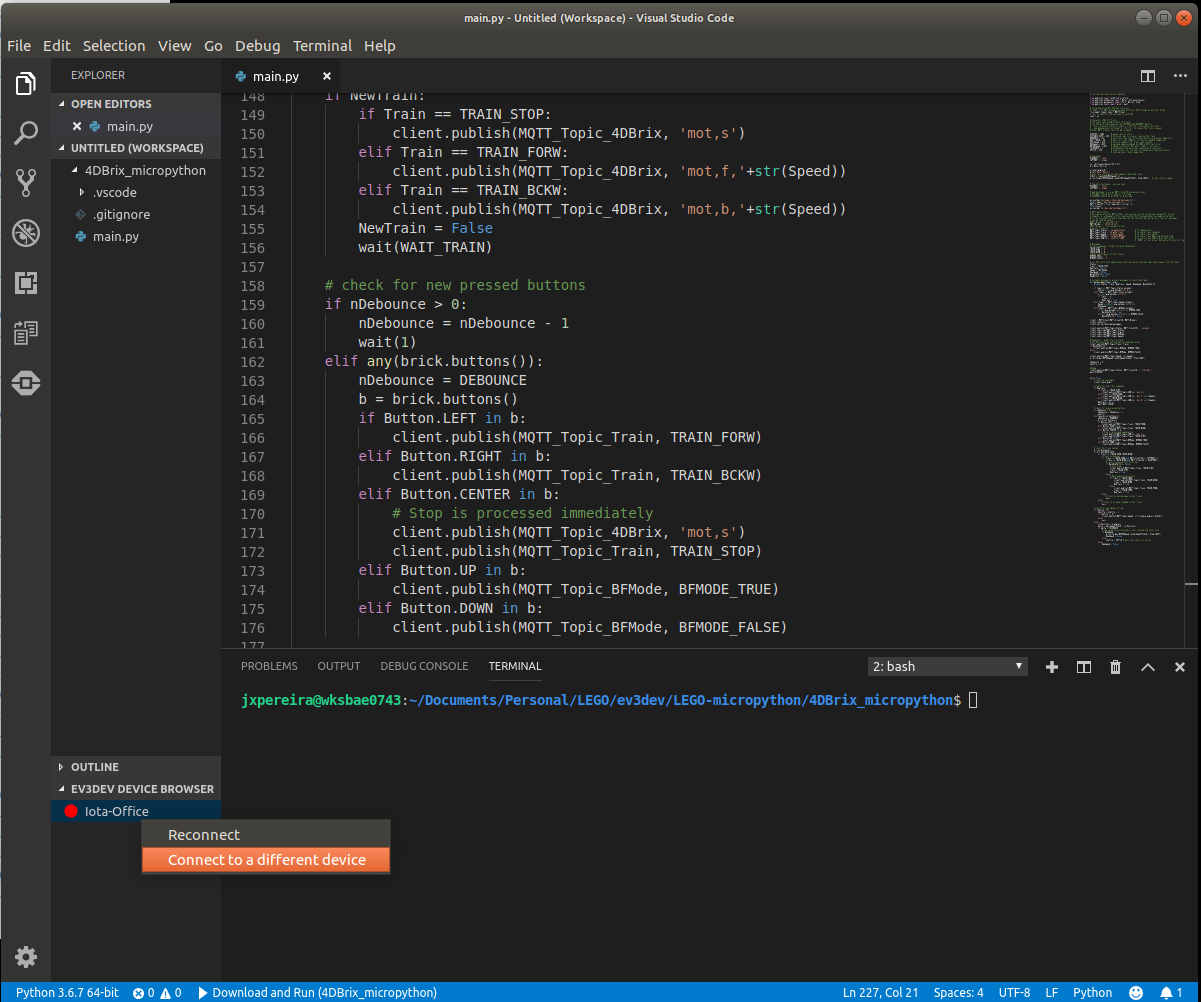 main.py - Untitled (Workspace) - Visual Studio Code
File Edit Selection View Go Debug Terminal Help
EXPLORER
OPEN EDITORS
main.py
UNTITLED (WORKSPACE)
4DBrix_micropython
.vscode
.gitignore
main.py
OUTLINE
EV3DEV DEVICE BROWSER
Iota-Office
Reconnect
Connect to a different device
main.py
148 if NewTrain:
149 if Train == TRAIN_STOP:
150 client.publish(MQTT_Topic_4DBrix, 'mot,s')
151 elif Train == TRAIN_FORW:
152 client.publish(MQTT_Topic_4DBrix, 'mot,f,'+str(Speed))
153 elif Train == TRAIN_BCKW:
154 client.publish(MQTT_Topic_4DBrix, 'mot,b,'+str(Speed))
155 NewTrain = False
156 wait(WAIT_TRAIN)
157
158 # check for new pressed buttons
159 if nDebounce > 0:
160 nDebounce = nDebounce - 1
161 wait(1)
162 elif any(brick.buttons()):
163 nDebounce = DEBOUNCE
164 b = brick.buttons()
165 if Button.LEFT in b:
166 client.publish(MQTT_Topic_Train, TRAIN_FORW)
167 elif Button.RIGHT in b:
168 client.publish(MQTT_Topic_Train, TRAIN_BCKW)
169 elif Button.CENTER in b:
170 # Stop is processed immediately
171 client.publish(MQTT_Topic_4DBrix, 'mot,s')
172 client.publish(MQTT_Topic_Train, TRAIN_STOP)
173 elif Button.UP in b:
174 client.publish(MQTT_Topic_BFMode, BFMODE_TRUE)
175 elif Button.DOWN in b:
176 client.publish(MQTT_Topic_BFMode, BFMODE_FALSE)
177
PROBLEMS OUTPUT DEBUG CONSOLE TERMINAL 2: bash
jxpereira@wksbae0743:~/Documents/Personal/LEGO/ev3dev/LEGO-micropython/4DBrix_micropython$
Python 3.6.7 64-bit 0 0 Download and Run (4DBrix_micropython) Ln 227, Col 21 Spaces: 4 UTF-8 LF Python 1